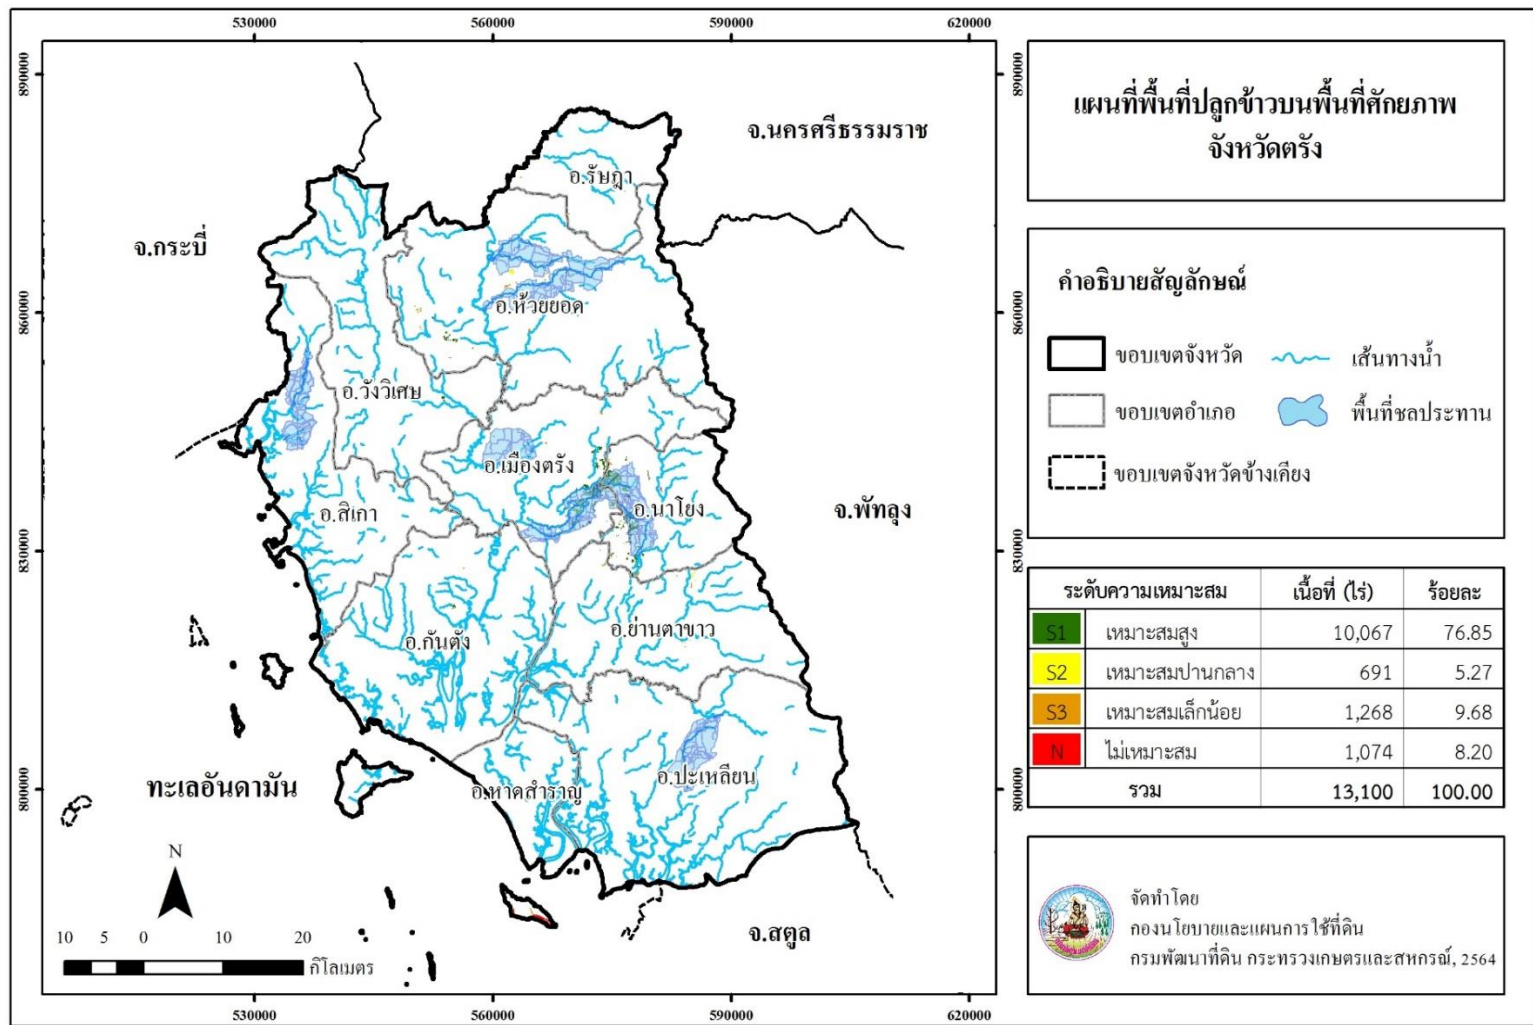 530000 560000 590000 620000
890000 890000
แผนที่พื้นที่ปลูกข้าวบนพื้นที่ศักยภาพ
จังหวัดตรัง
จ.นครศรีธรรมราช
อ.รัษฎา
จ.กระบี่
คำอธิบายสัญลักษณ์
อ.ห้วยยอด
860000 860000
ขอบเขตจังหวัด เส้นทางน้ำ
อ.วังวิเศษ
ขอบเขตอำเภอ พื้นที่ชลประทาน
อ.เมืองตรัง
ขอบเขตจังหวัดข้างเคียง
อ.สิเกา อ.นาโยง จ.พัทลุง
830000 830000
ระดับความเหมาะสม เนื้อที่ (ไร่) ร้อยละ
S1 เหมาะสมสูง 10,067 76.85
อ.กันตัง อ.ย่านตาขาว
S2 เหมาะสมปานกลาง 691 5.27
S3 เหมาะสมเล็กน้อย 1,268 9.68
N ไม่เหมาะสม 1,074 8.20
รวม 13,100 100.00
ทะเลอันดามัน อ.หาดสำราญ อ.ปะเหลียน
800000 800000
N
จ.สตูล
10 5 0 10 20
กิโลเมตร
จัดทำโดย
กองนโยบายและแผนการใช้ที่ดิน
กรมพัฒนาที่ดิน กระทรวงเกษตรและสหกรณ์, 2564
530000 560000 590000 620000